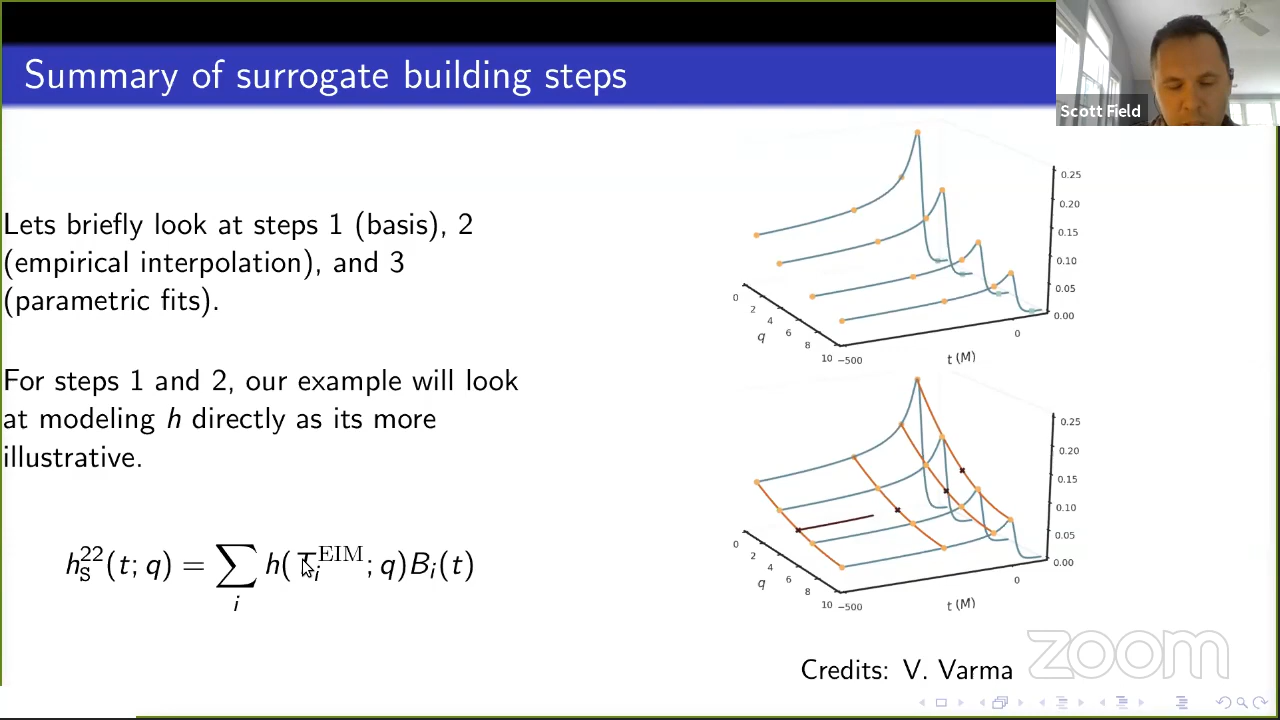 Summary of surrogate building steps
Scott Field
Lets briefly look at steps 1 (basis), 2
(empirical interpolation), and 3
(parametric fits).
For steps 1 and 2, our example will look
at modeling h directly as its more
illustrative.
h_S^22(t; q) = ∑_i h(T_i^EIM; q)B_i(t)
0.25
0.20
0.15
0.10
0.05
0.00
0
2
4
6
8
10
q
−500
0
t (M)
0.25
0.20
0.15
0.10
0.05
0.00
0
2
4
6
8
10
q
−500
0
t (M)
Credits: V. Varma
zoom